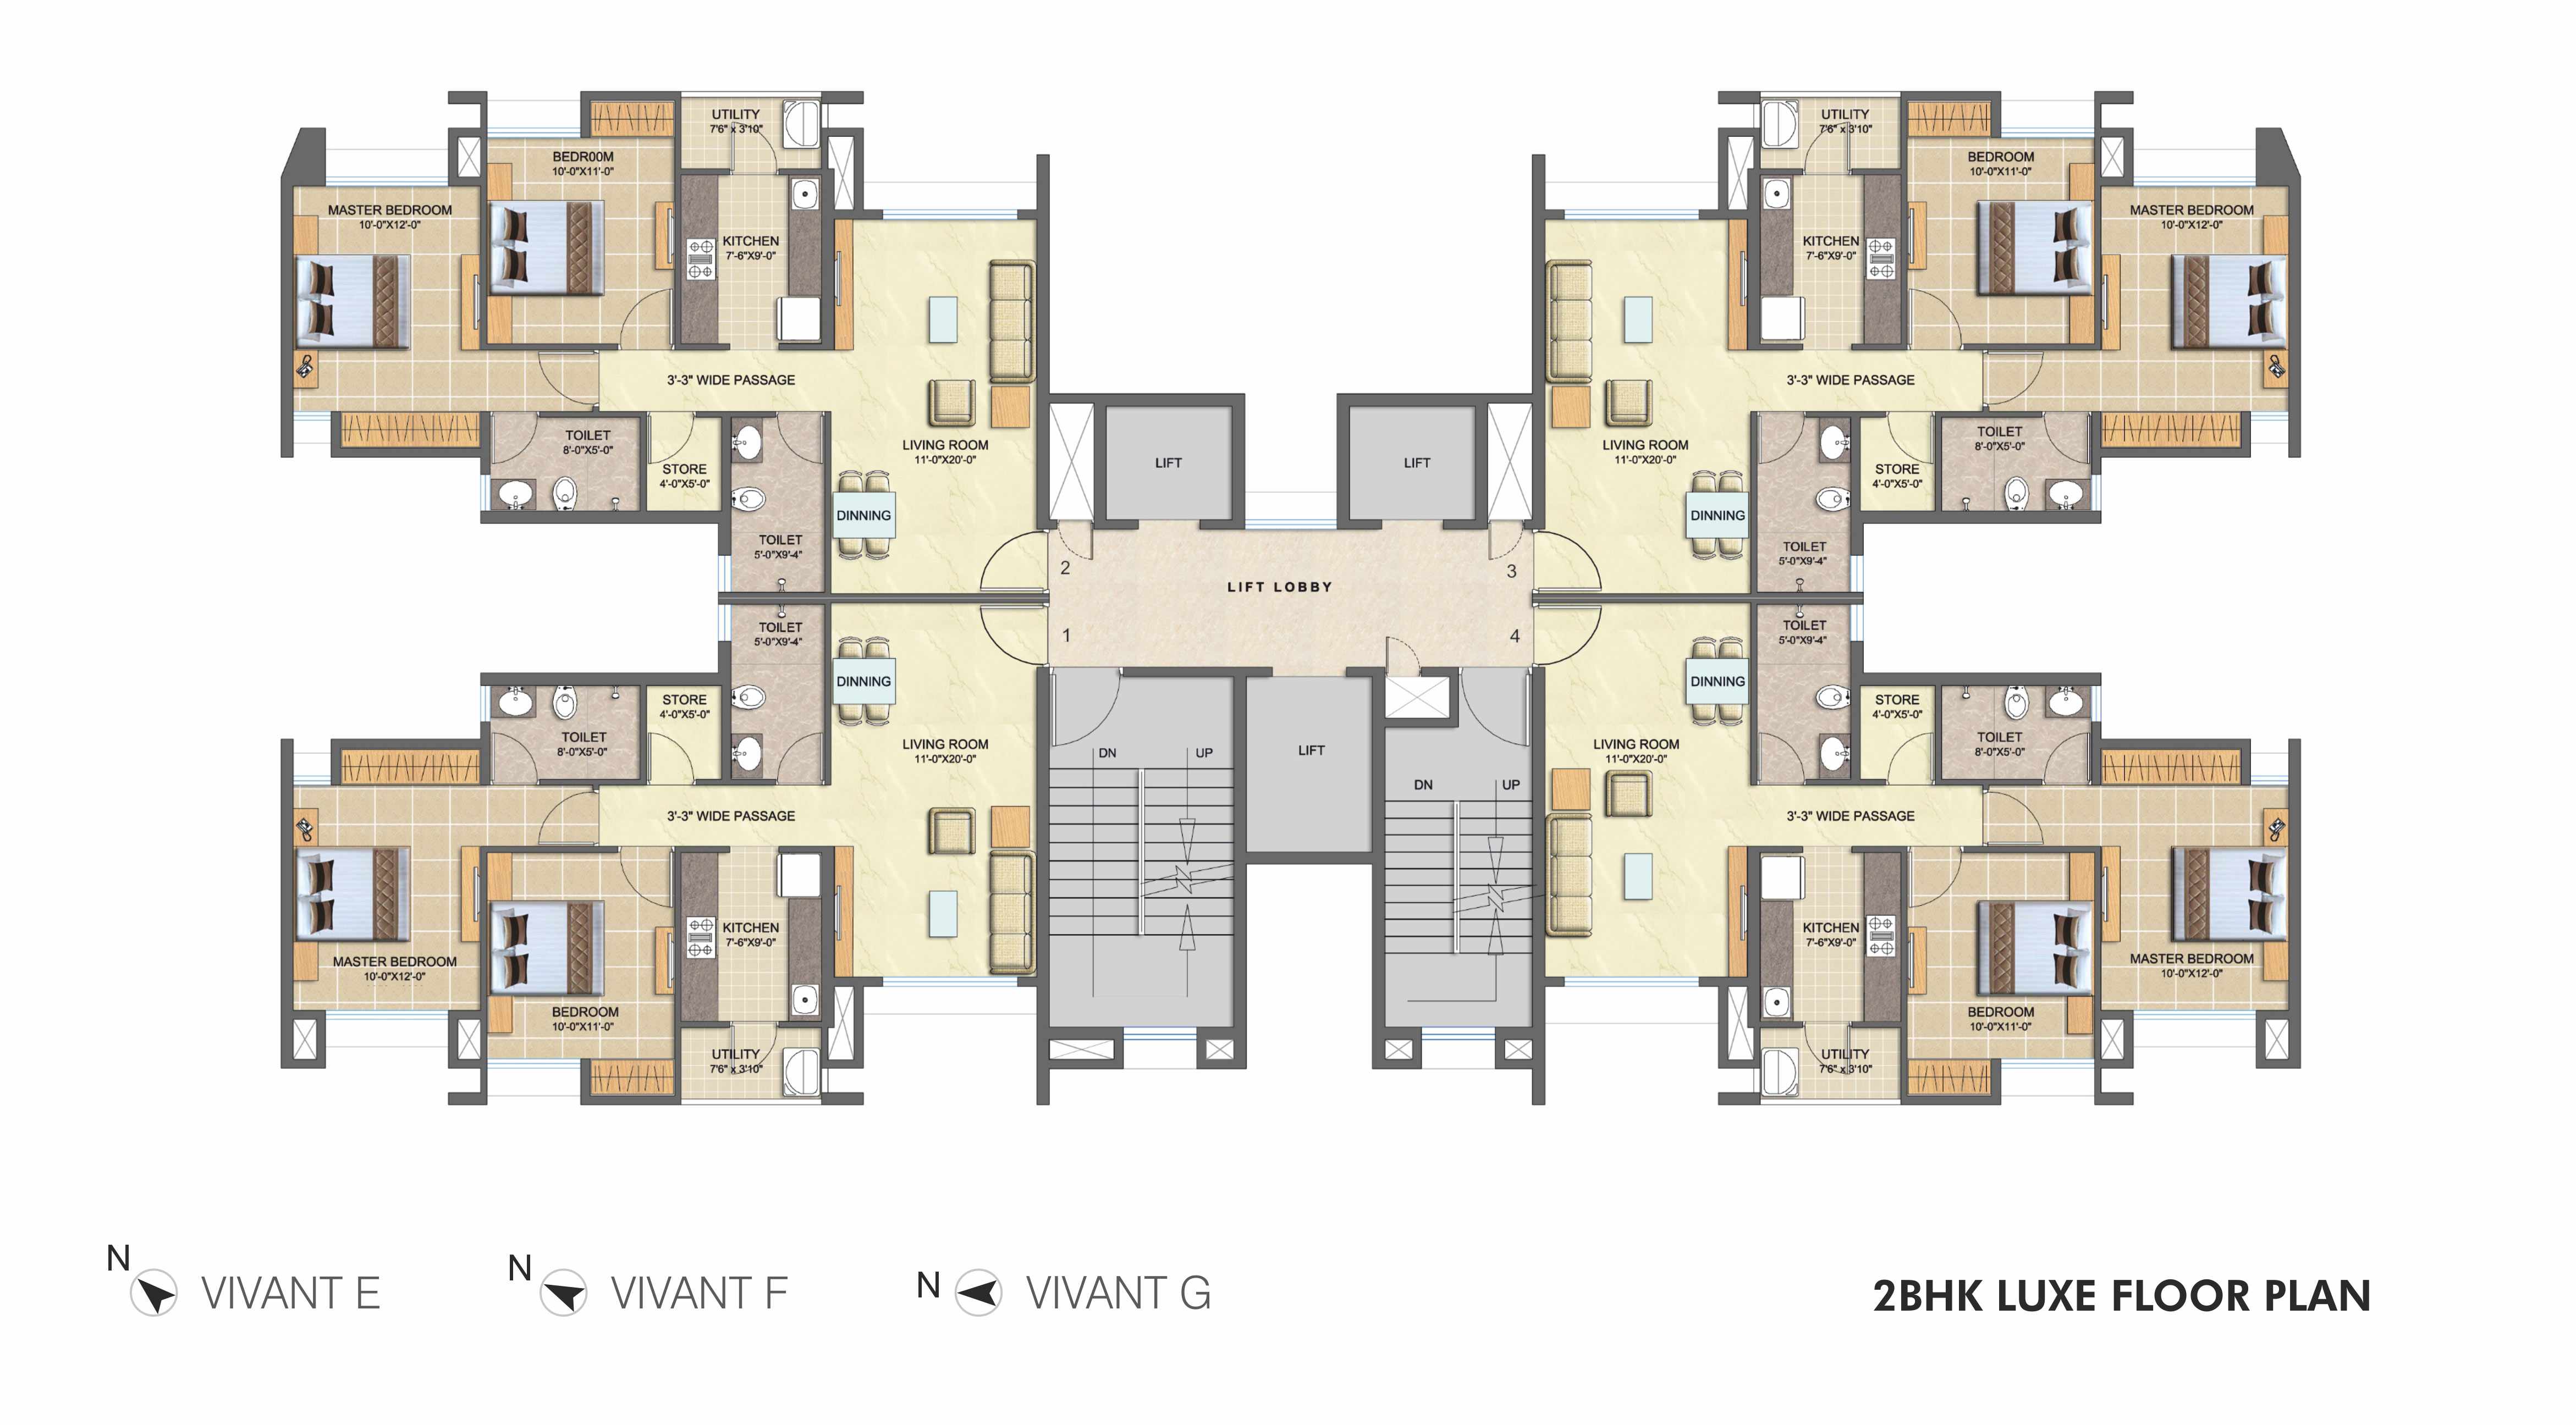 UTILITY
7'6" x 3'10"
BEDR00M
10'-0"X11'-0"
MASTER BEDROOM
10'-0"X12'-0"
KITCHEN
7'-6"X9'-0"
3'-3" WIDE PASSAGE
TOILET
8'-0"X5'-0"
STORE
4'-0"X5'-0"
LIVING ROOM
11'-0"X20'-0"
DINNING
TOILET
5'-0"X9'-4"
UTILITY
7'6" x 3'10"
BEDROOM
10'-0"X11'-0"
MASTER BEDROOM
10'-0"X12'-0"
KITCHEN
7'-6"X9'-0"
3'-3" WIDE PASSAGE
TOILET
8'-0"X5'-0"
STORE
4'-0"X5'-0"
LIVING ROOM
11'-0"X20'-0"
DINNING
TOILET
5'-0"X9'-4"
LIFT
LIFT
2
3
LIFT LOBBY
1
4
LIFT
DN
UP
DN
UP
TOILET
5'-0"X9'-4"
DINNING
STORE
4'-0"X5'-0"
TOILET
8'-0"X5'-0"
LIVING ROOM
11'-0"X20'-0"
3'-3" WIDE PASSAGE
KITCHEN
7'-6"X9'-0"
MASTER BEDROOM
10'-0"X12'-0"
BEDROOM
10'-0"X11'-0"
UTILITY
7'6" x 3'10"
TOILET
5'-0"X9'-4"
DINNING
STORE
4'-0"X5'-0"
TOILET
8'-0"X5'-0"
LIVING ROOM
11'-0"X20'-0"
3'-3" WIDE PASSAGE
KITCHEN
7'-6"X9'-0"
MASTER BEDROOM
10'-0"X12'-0"
BEDROOM
10'-0"X11'-0"
UTILITY
7'6" x 3'10"
N
VIVANT E
N
VIVANT F
N
VIVANT G
2BHK LUXE FLOOR PLAN